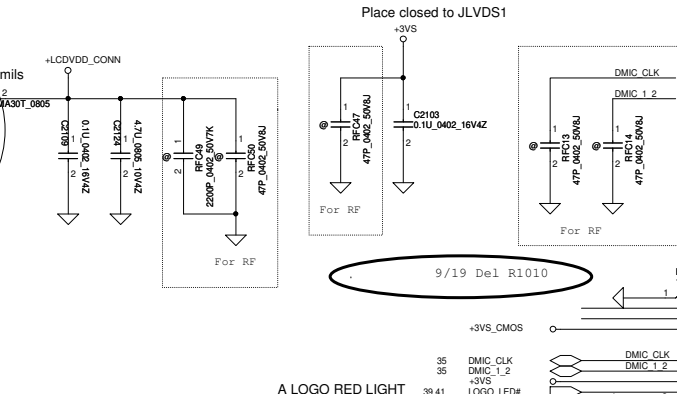 Place closed to JLVDS1
+3VS
+LCDVDD_CONN
mils
2
MA30T_0805
1
2
C2109
0.1U_0402_16V4Z
1
2
C2124
4.7U_0805_10V4Z
@
1
2
RFC49
2200P_0402_50V7K
@
1
2
RFC50
47P_0402_50V8J
For RF
@
1
2
RFC47
47P_0402_50V8J
For RF
1
2
C2103
0.1U_0402_16V4Z
DMIC_CLK
DMIC_1_2
@
1
2
RFC13
47P_0402_50V8J
@
1
2
RFC14
47P_0402_50V8J
For RF
. 9/19 Del R1010
1
+3VS_CMOS
35 DMIC_CLK DMIC_CLK
35 DMIC_1_2 DMIC_1_2
+3VS
A LOGO RED LIGHT 39,41 LOGO_LED#